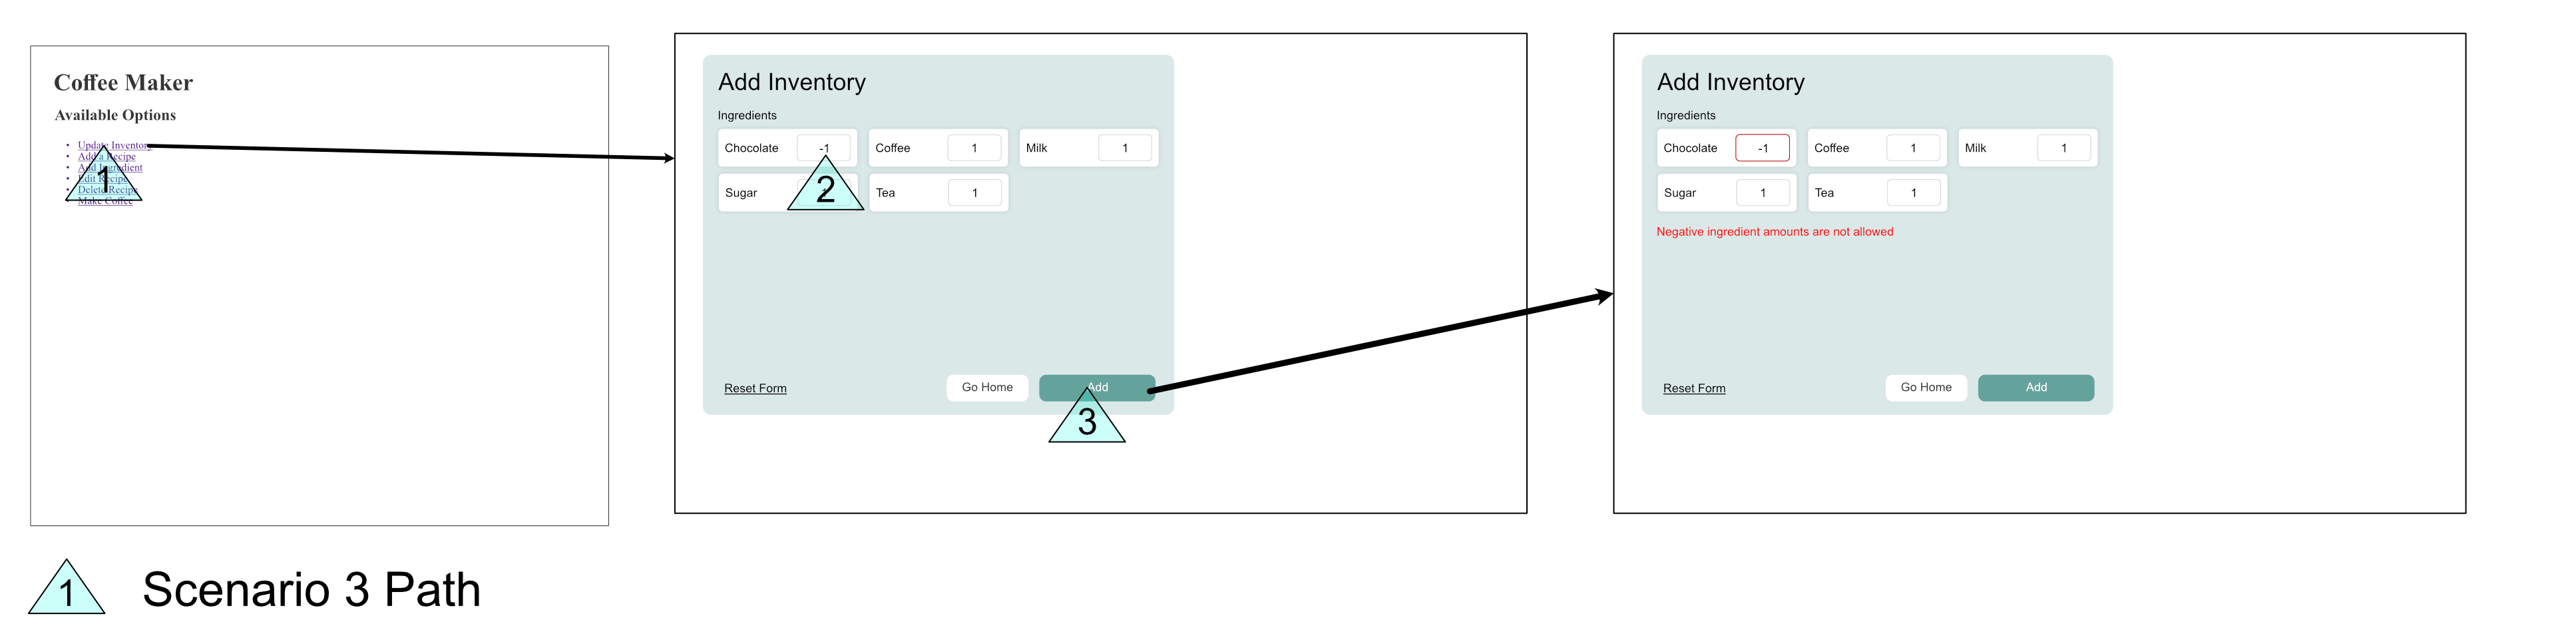 Coffee Maker
Available Options
• Update Inventory
• Add a Recipe
• Add Ingredient
• Edit Recipe
• Delete Recipe
• Make Coffee
1
Add Inventory
Ingredients
Chocolate -1 Coffee 1 Milk 1
Sugar Tea 1
2
Reset Form Go Home Add
3
Add Inventory
Ingredients
Chocolate -1 Coffee 1 Milk 1
Sugar 1 Tea 1
Negative ingredient amounts are not allowed
Reset Form Go Home Add
1 Scenario 3 Path